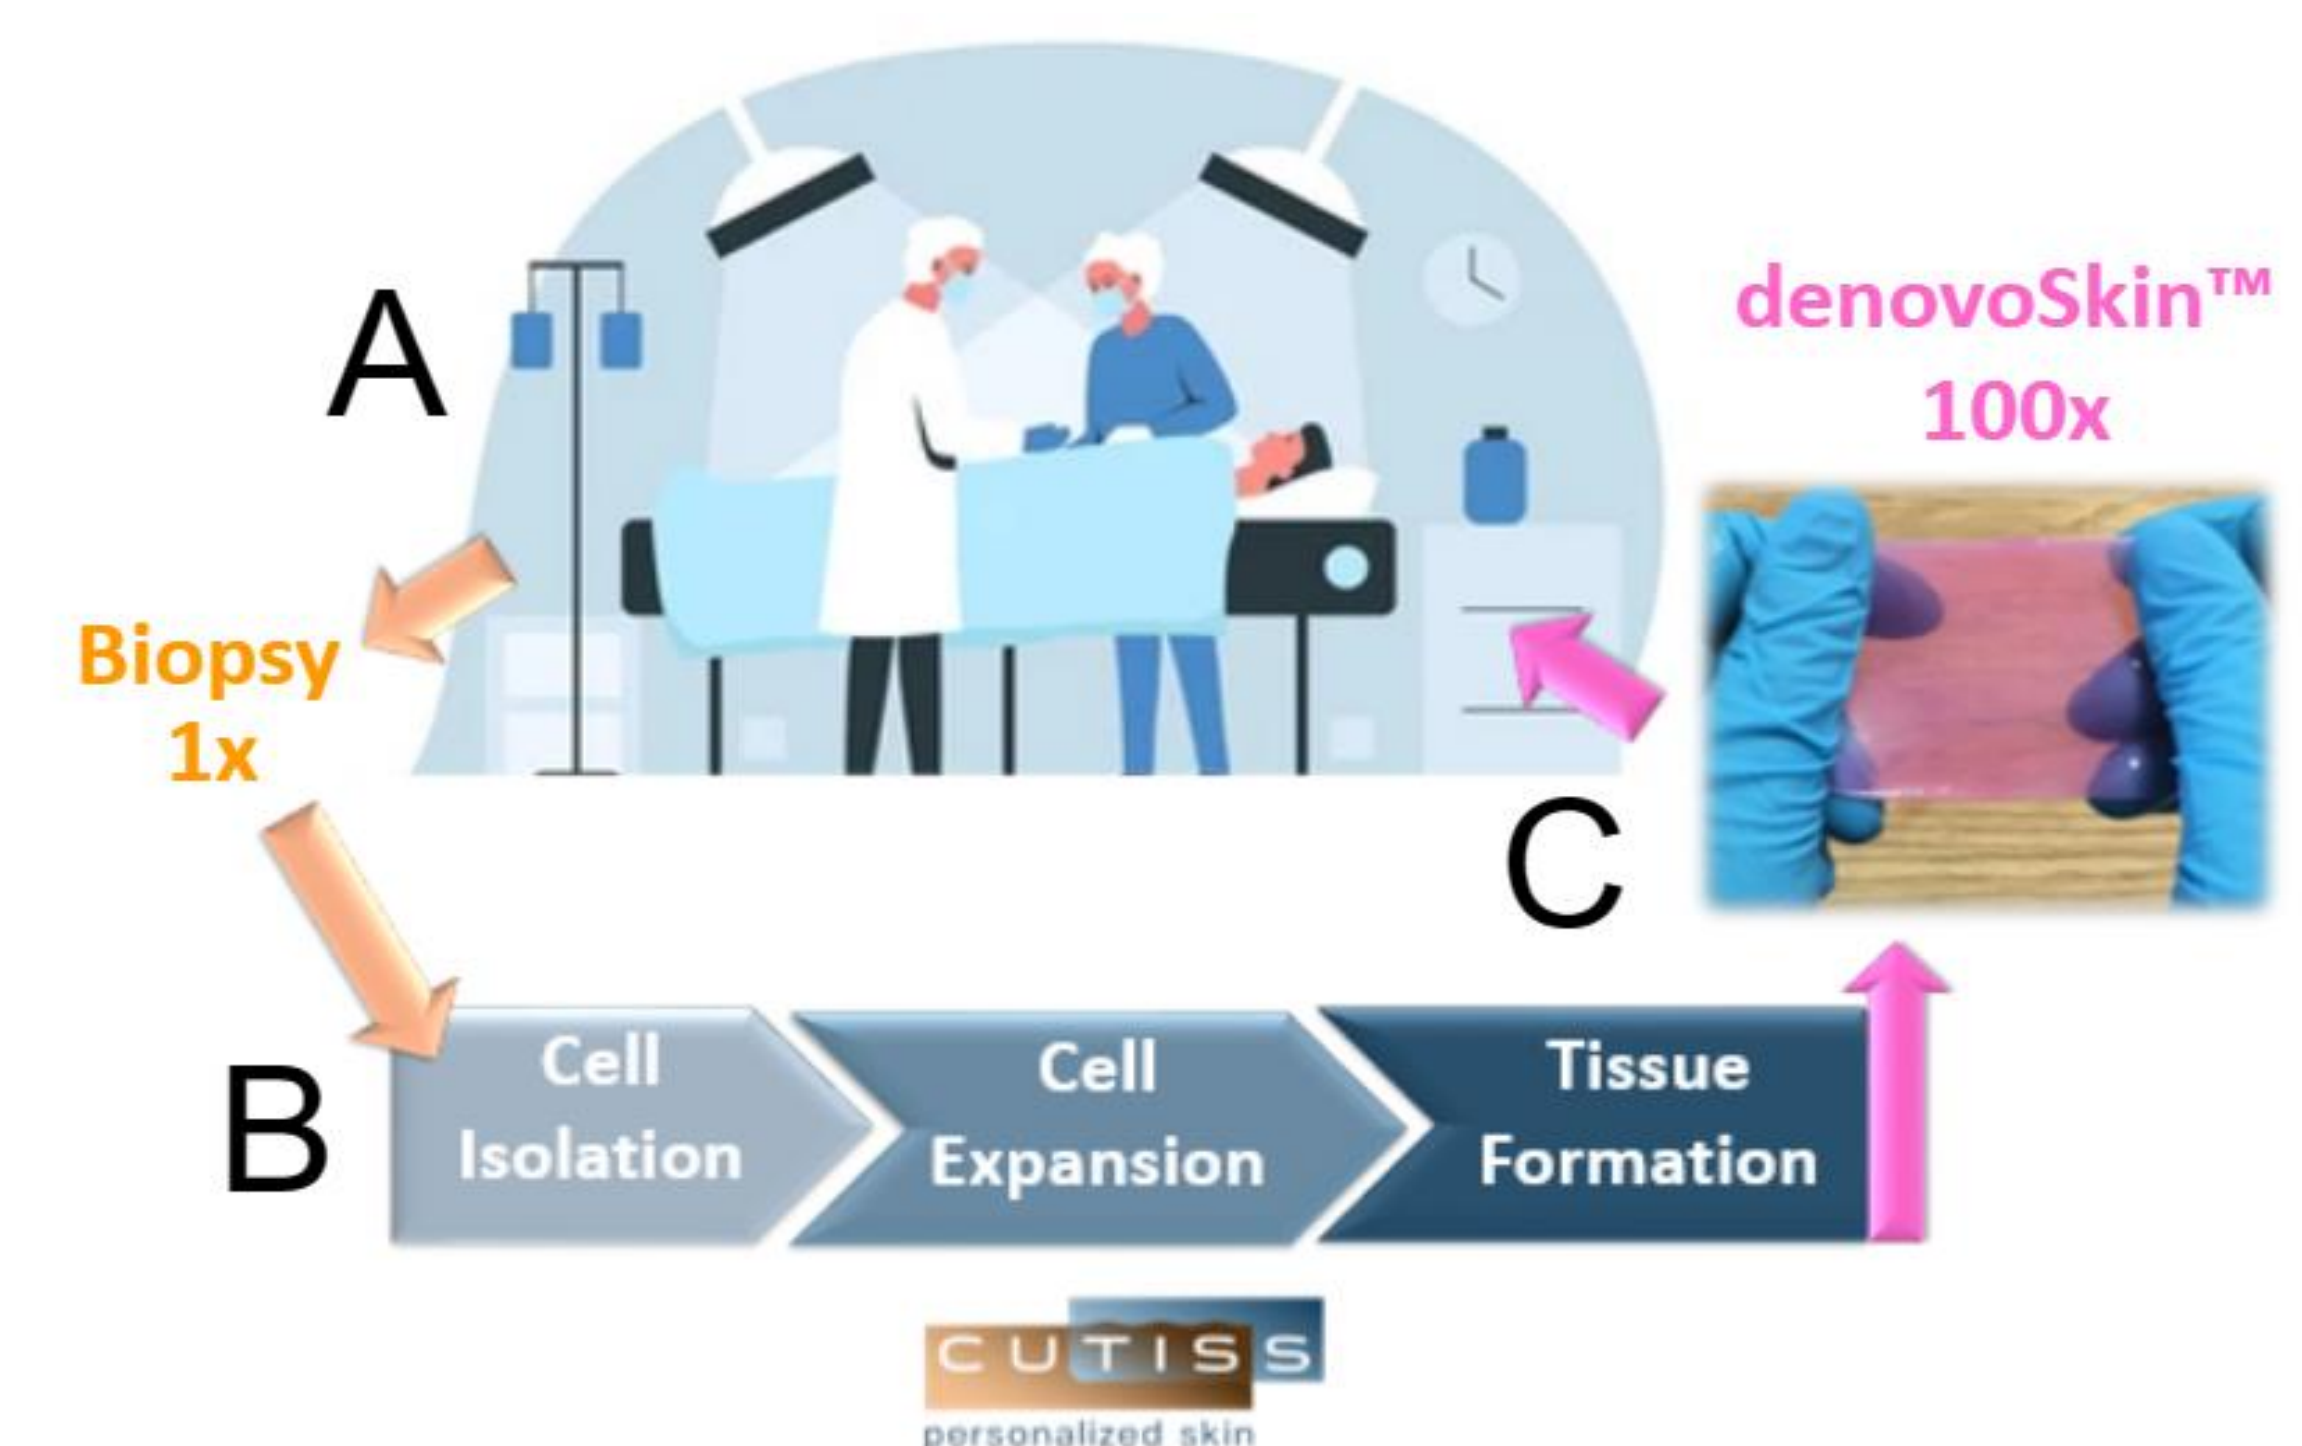 A
denovoSkin™
100x
Biopsy
1x
C
B
Cell
Isolation
Cell
Expansion
Tissue
Formation
CUTISS
personalized skin